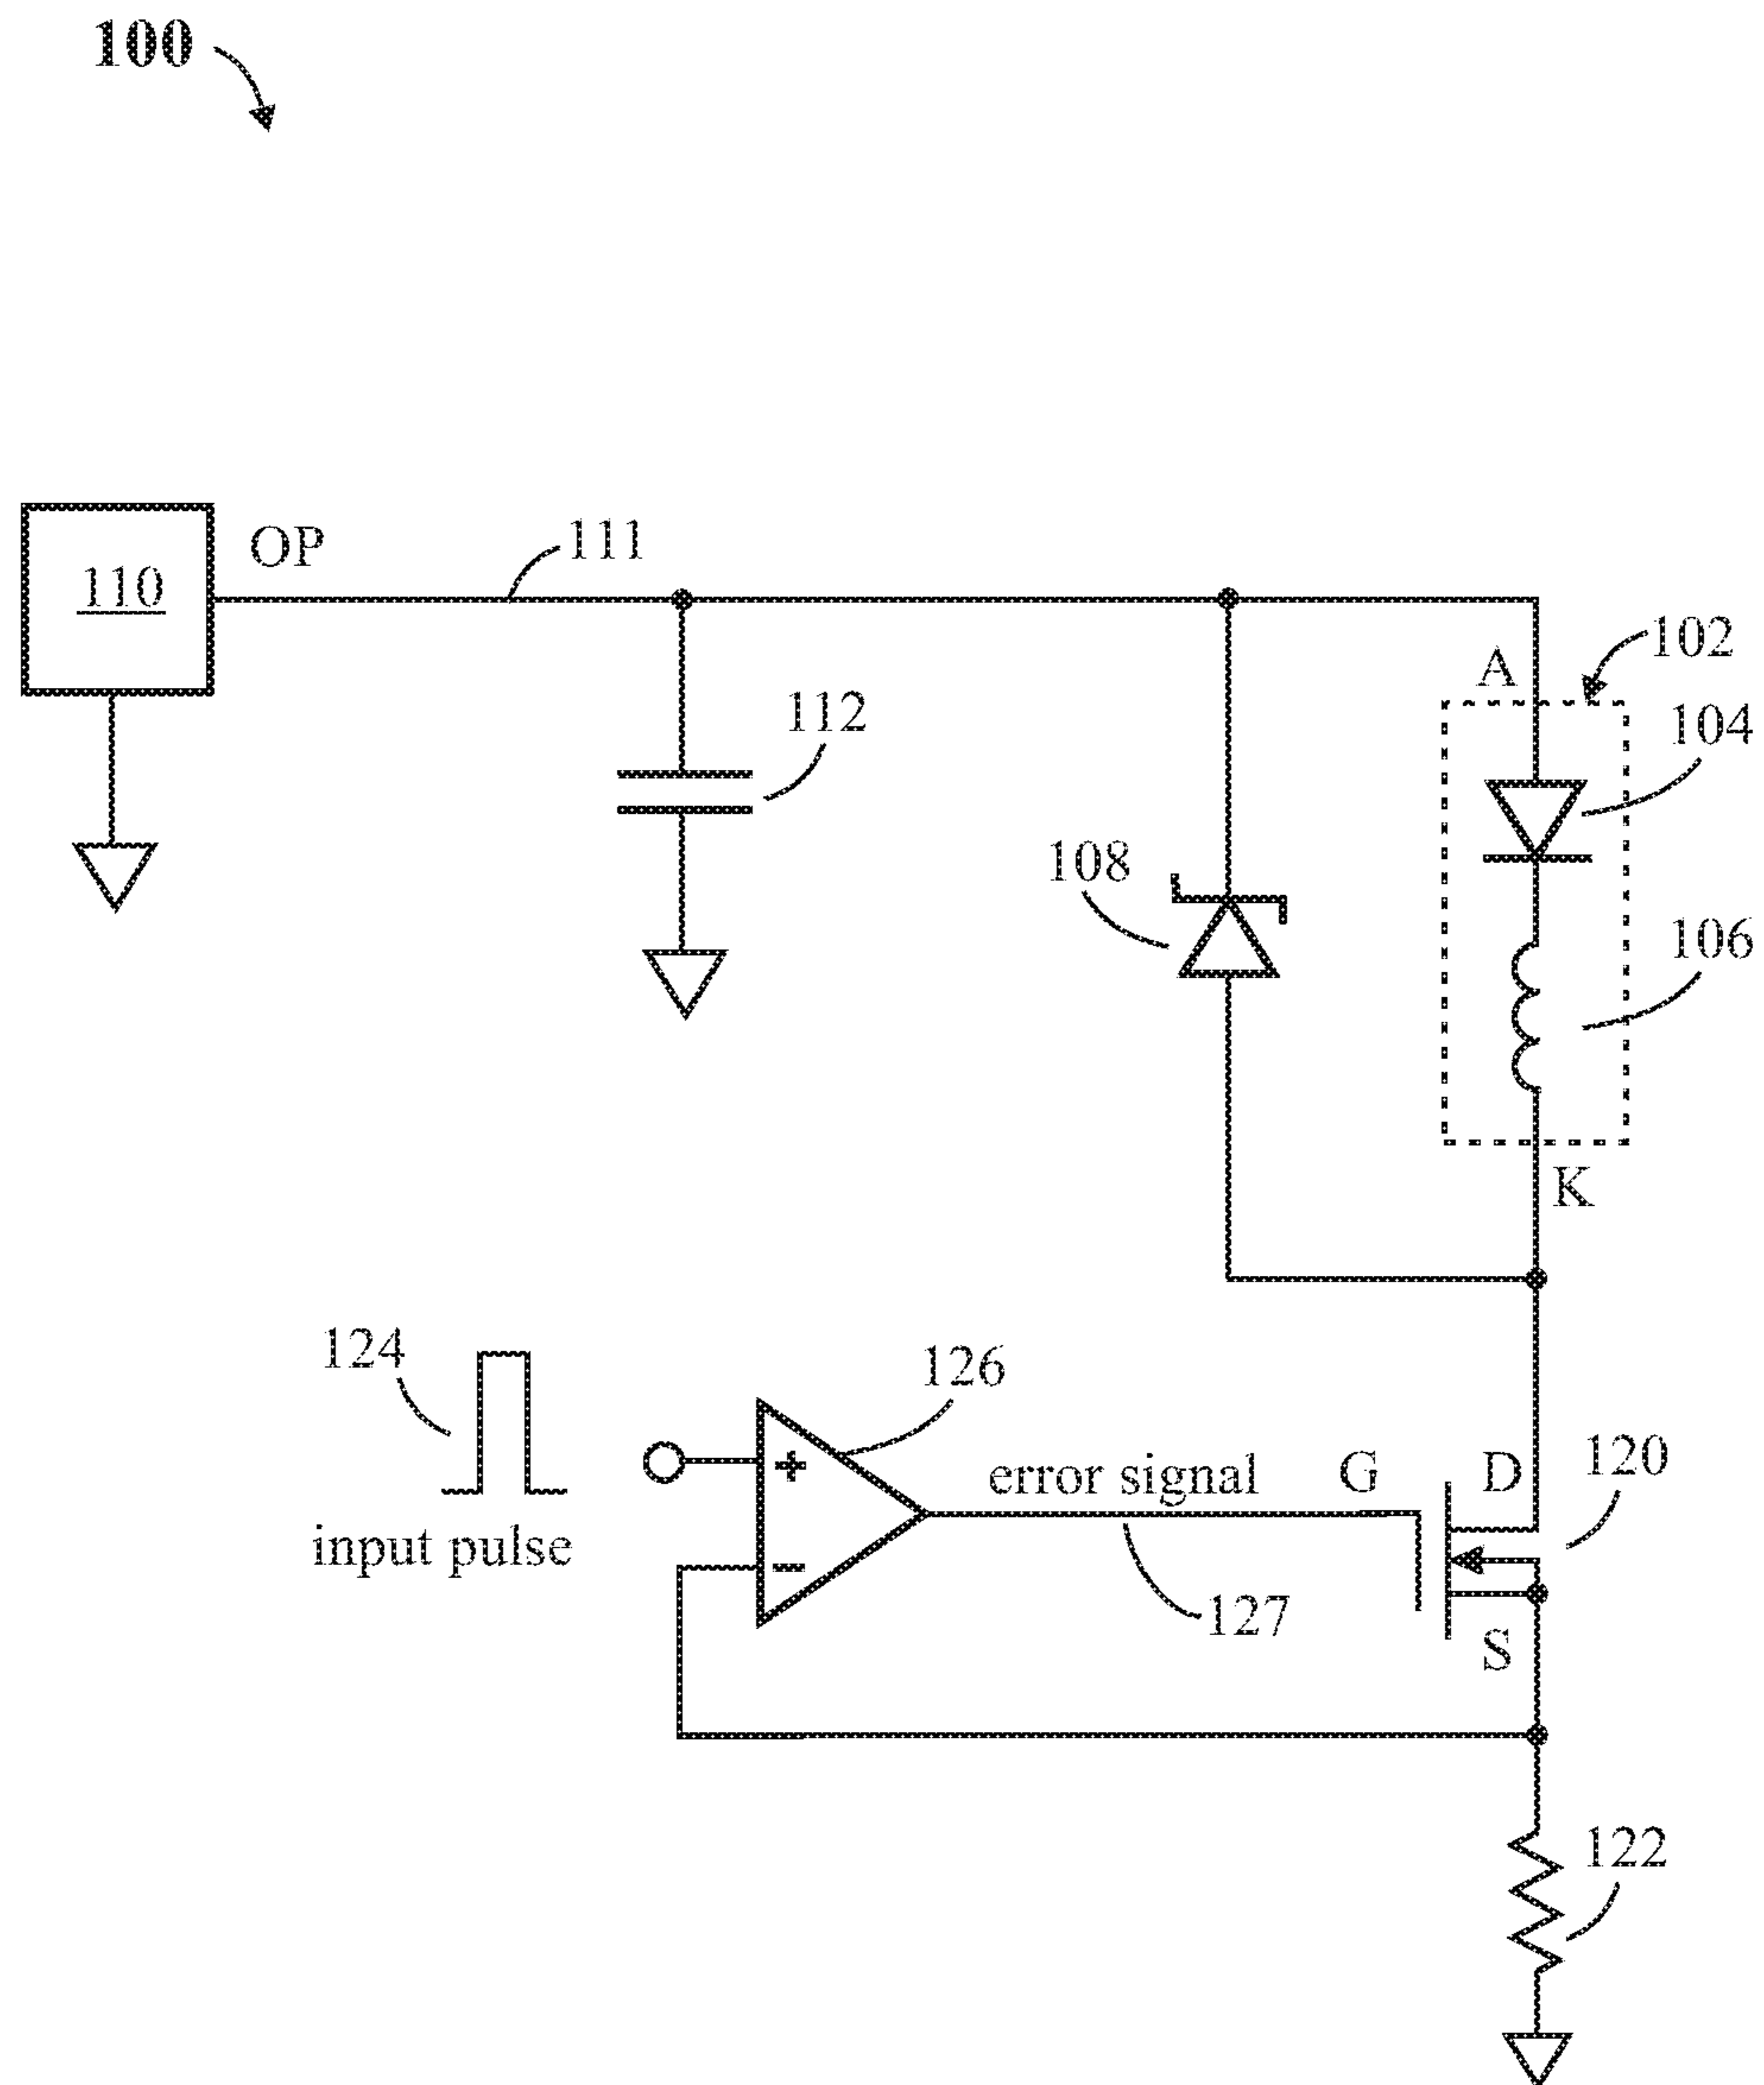 100
110
OP
111
102
A
104
112
108
106
K
124
126
+
error signal
G
D
120
input pulse
−
127
S
122